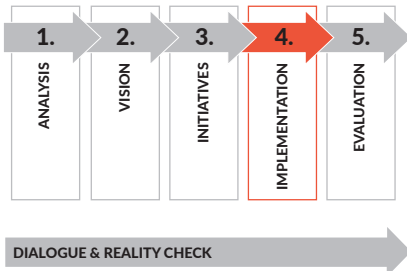 1.
2.
3.
4.
5.
ANALYSIS
VISION
INITIATIVES
IMPLEMENTATION
EVALUATION
DIALOGUE & REALITY CHECK